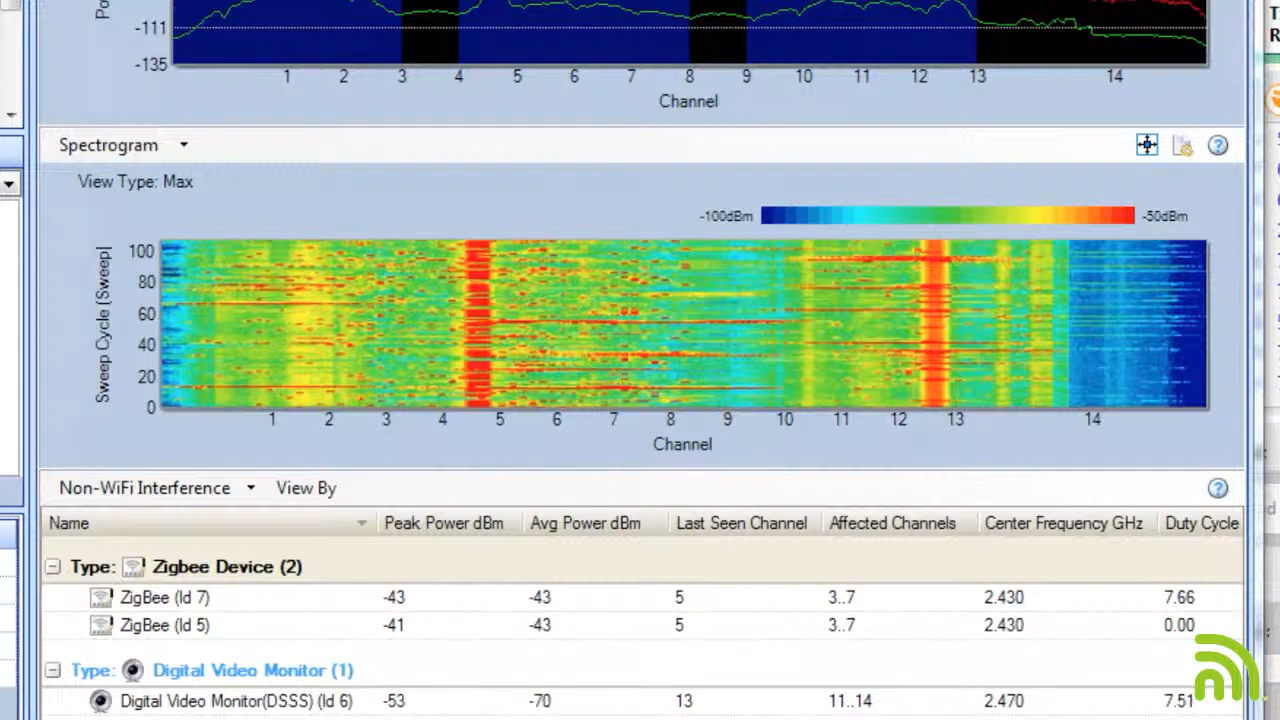 Po
-111
-135
1 2 3 4 5 6 7 8 9 10 11 12 13 14
Channel
Spectrogram
View Type: Max
-100dBm -50dBm
Sweep Cycle [Sweep]
100
80
60
40
20
0
1 2 3 4 5 6 7 8 9 10 11 12 13 14
Channel
Non-WiFi Interference View By
Name Peak Power dBm Avg Power dBm Last Seen Channel Affected Channels Center Frequency GHz Duty Cycle
Type: Zigbee Device (2)
ZigBee (Id 7) -43 -43 5 3..7 2.430 7.66
ZigBee (Id 5) -41 -43 5 3..7 2.430 0.00
Type: Digital Video Monitor (1)
Digital Video Monitor(DSSS) (Id 6) -53 -70 13 11..14 2.470 7.51